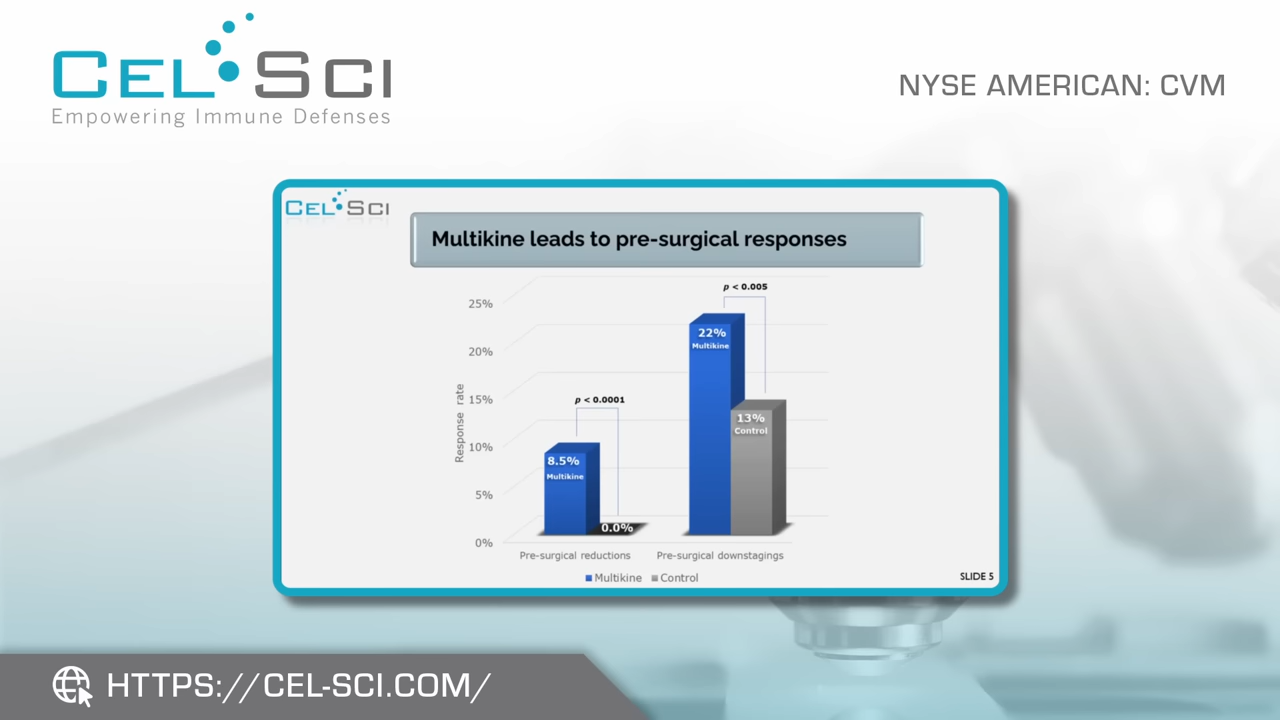 CEL SCI
Empowering Immune Defenses
NYSE AMERICAN: CVM
CEL SCI
Multikine leads to pre-surgical responses
p < 0.005
25%
22%
Multikine
20%
p < 0.0001
15%
13%
Control
Response rate
10%
8.5%
Multikine
5%
0.0%
0%
Pre-surgical reductions
Pre-surgical downstagings
Multikine
Control
SLIDE 5
HTTPS://CEL-SCI.COM/